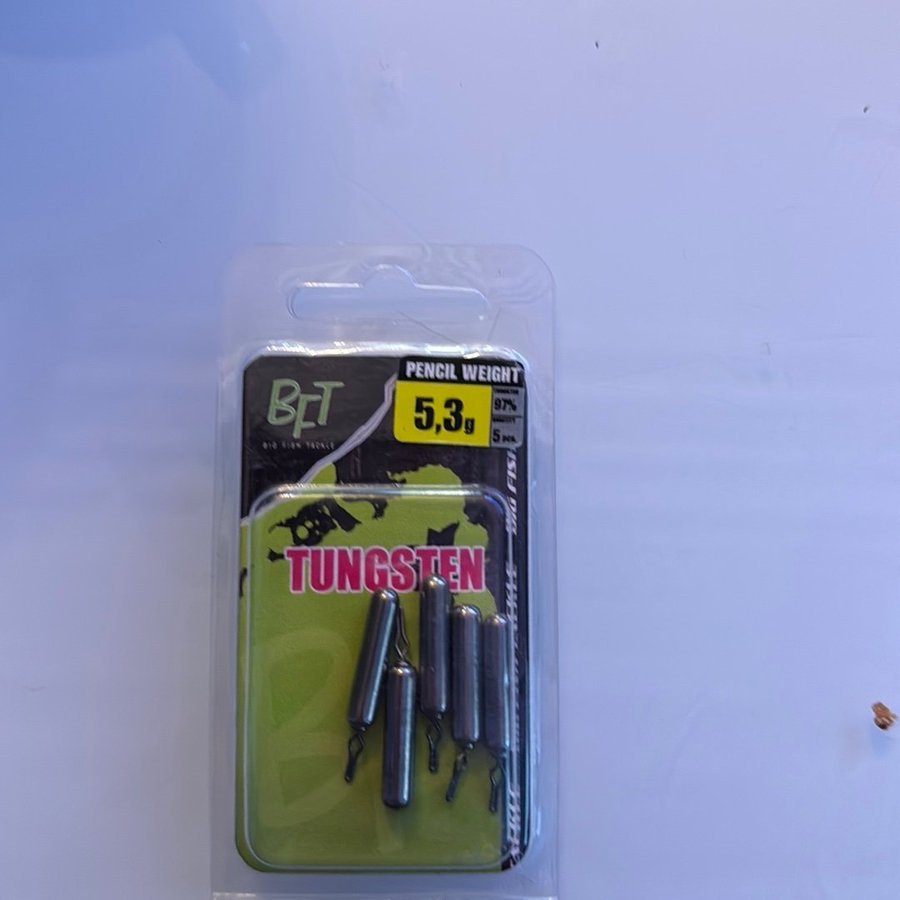 BFT
BIG FISH TACKLE
PENCIL WEIGHT
5,3g
97%
5 pcs.
TUNGSTEN